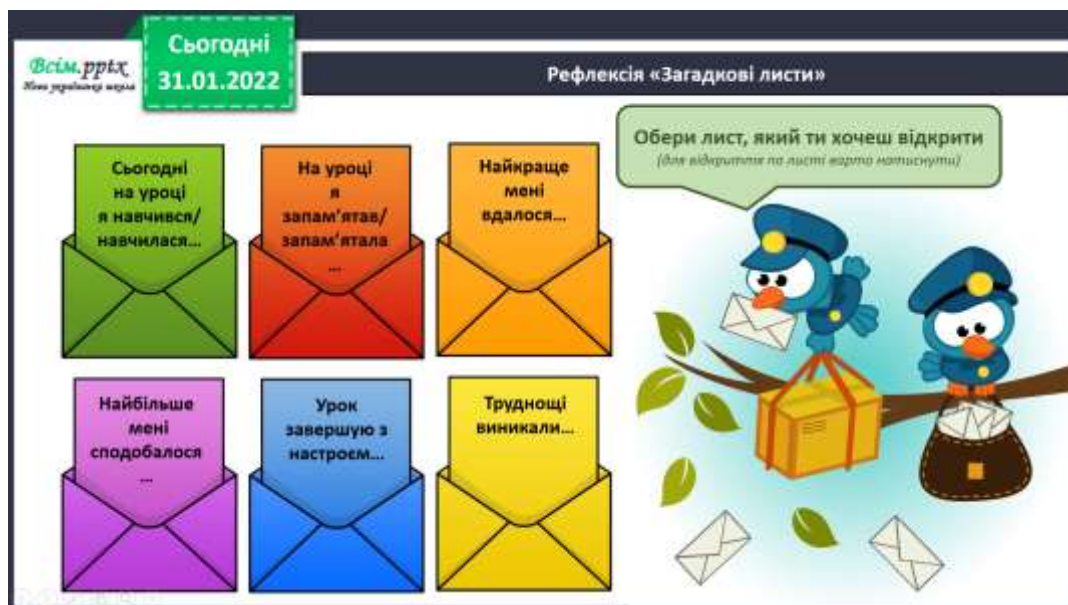 Всім.pptx
Нова українська школа
Сьогодні
31.01.2022
Рефлексія «Загадкові листи»
Обери лист, який ти хочеш відкрити
(для відкриття по листі варто натиснути)
Сьогодні
на уроці
я навчився/
навчилася...
На уроці
я
запам'ятав/
запам'ятала
...
Найкраще
мені
вдалося...
Найбільше
мені
сподобалося
...
Урок
завершую з
настроєм...
Труднощі
виникали...